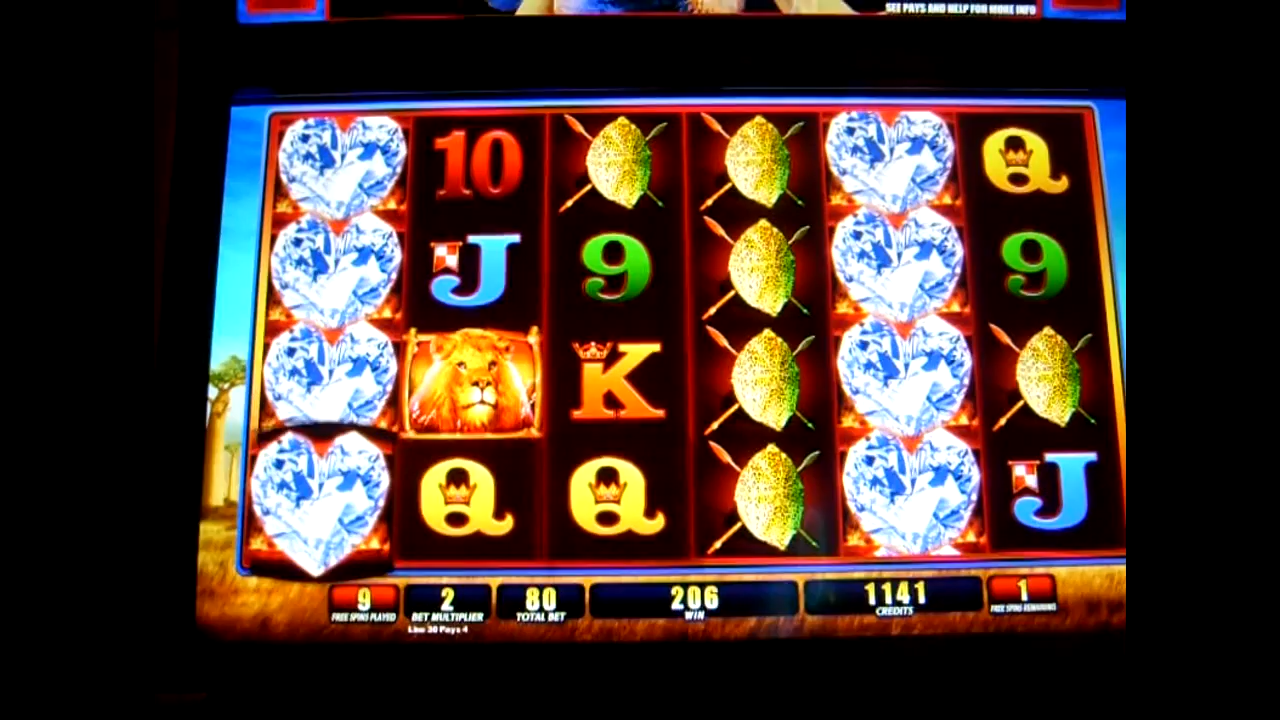 SEE PAYS AND HELP FOR MORE INFO
10 Q
J 9 9
K
Q Q J
9 2 80 206 1141 1
FREE SPINS PLAYED BET MULTIPLIER TOTAL BET WIN CREDITS FREE SPINS REMAINING
Line 30 Pays 4